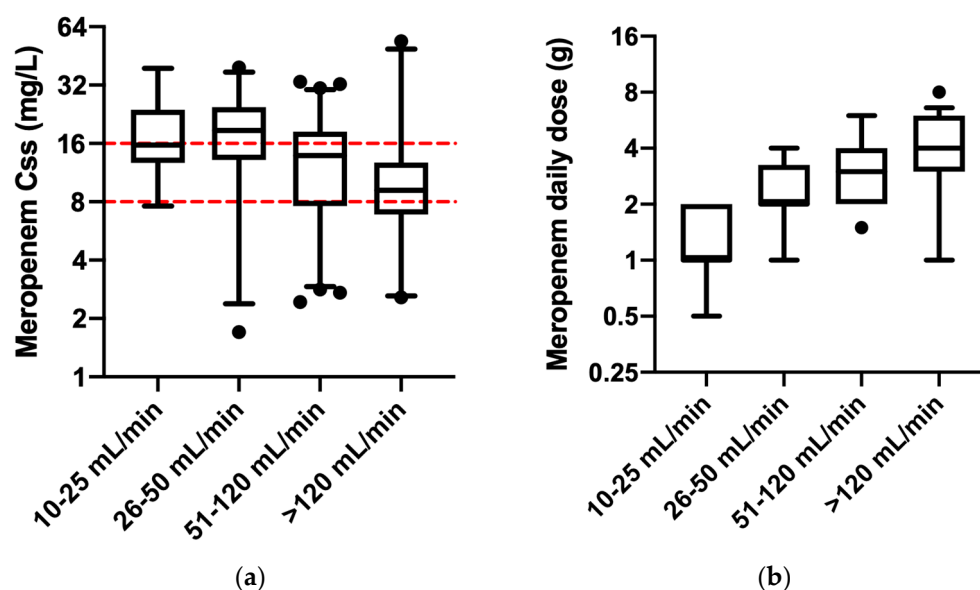 Meropenem Css (mg/L)
64
32
16
8
4
2
1
10-25 mL/min
26-50 mL/min
51-120 mL/min
>120 mL/min
(a)
Meropenem daily dose (g)
16
8
4
2
1
0.5
0.25
10-25 mL/min
26-50 mL/min
51-120 mL/min
>120 mL/min
(b)